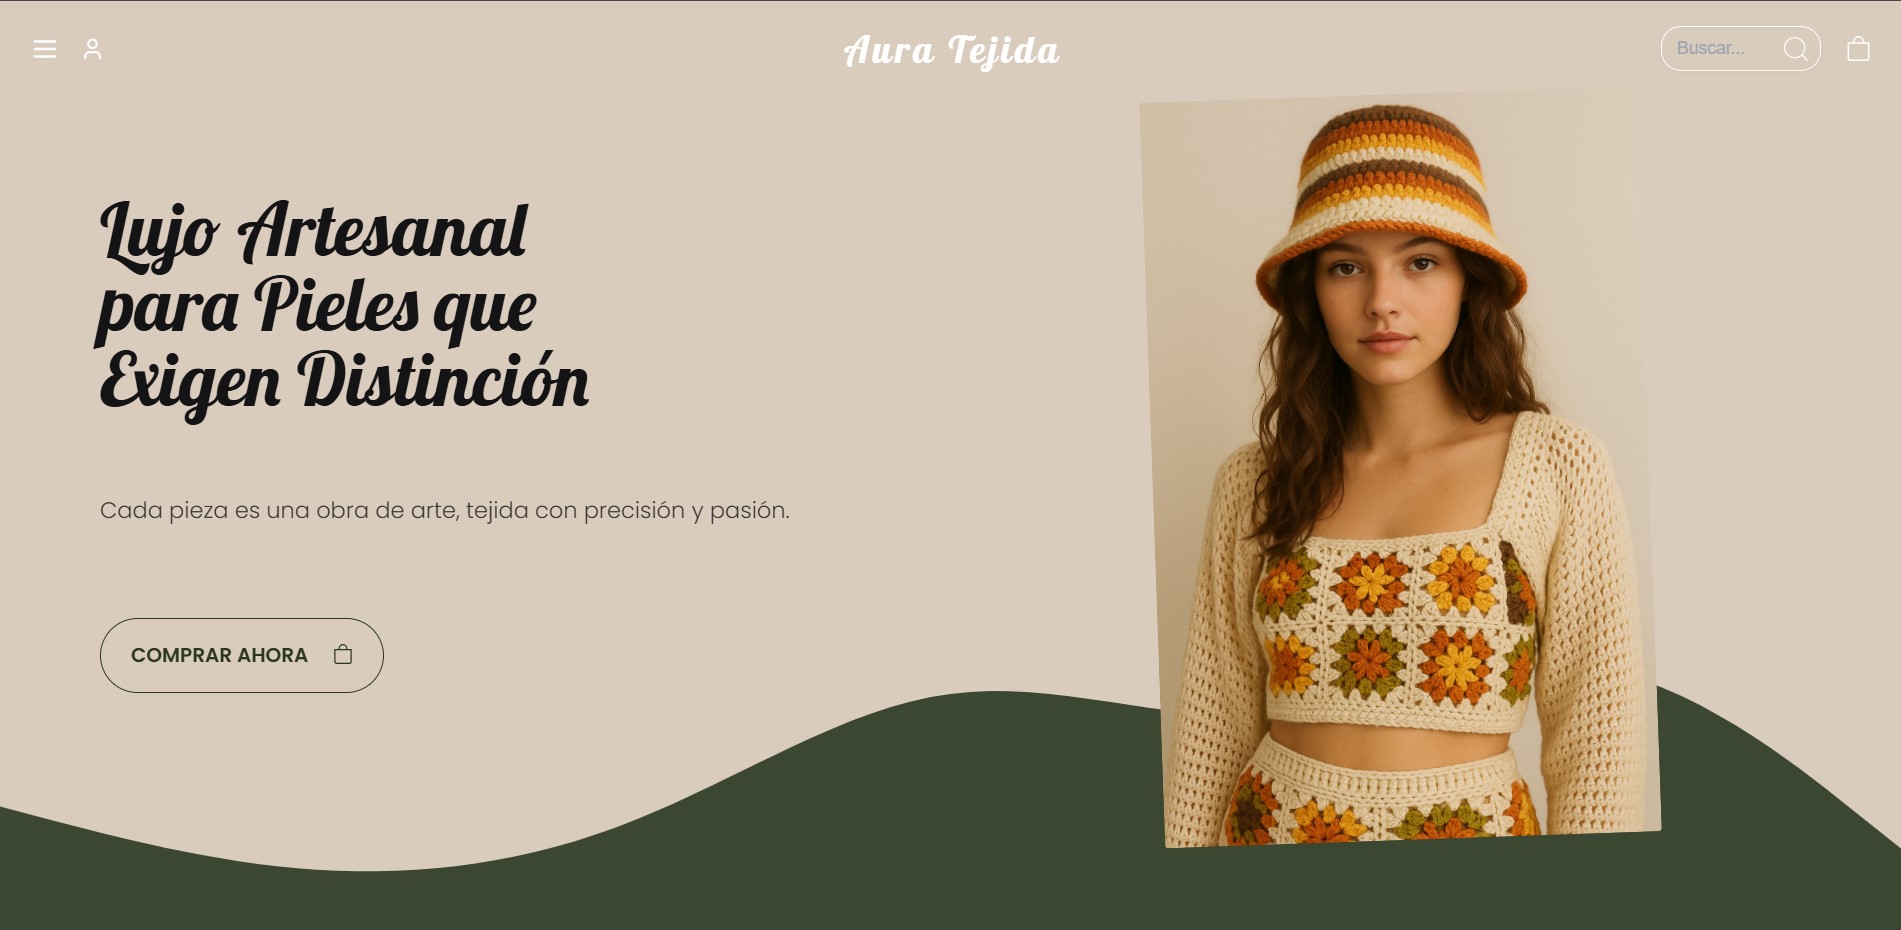 Aura Tejida
Buscar...
Lujo Artesanal
para Pieles que
Exigen Distinción
Cada pieza es una obra de arte, tejida con precisión y pasión.
COMPRAR AHORA